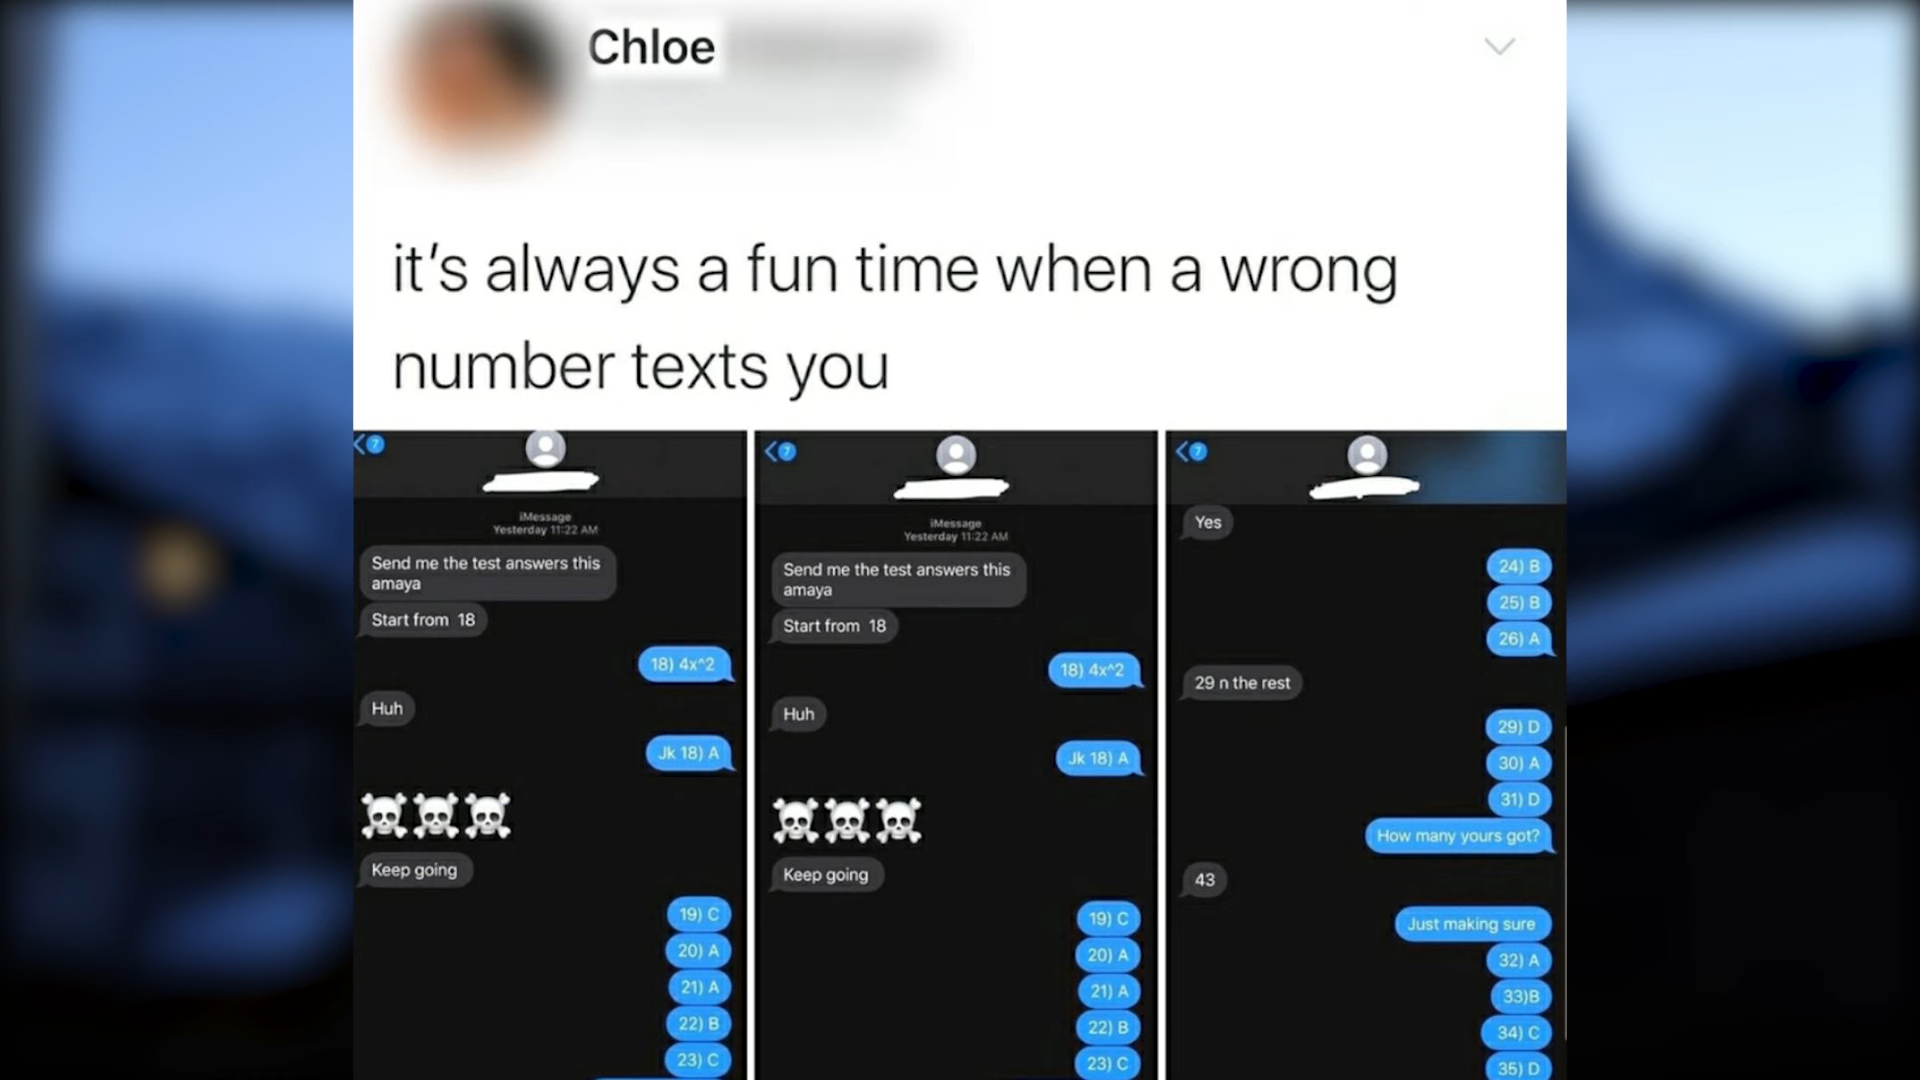 Chloe
it's always a fun time when a wrong
number texts you
7
iMessage
Yesterday 11:22 AM
Send me the test answers this
amaya
Start from 18
18) 4x^2
Huh
Jk 18) A
☠️☠️☠️
Keep going
19) C
20) A
21) A
22) B
23) C
7
iMessage
Yesterday 11:22 AM
Send me the test answers this
amaya
Start from 18
18) 4x^2
Huh
Jk 18) A
☠️☠️☠️
Keep going
19) C
20) A
21) A
22) B
23) C
7
Yes
24) B
25) B
26) A
29 n the rest
29) D
30) A
31) D
How many yours got?
43
Just making sure
32) A
33)B
34) C
35) D